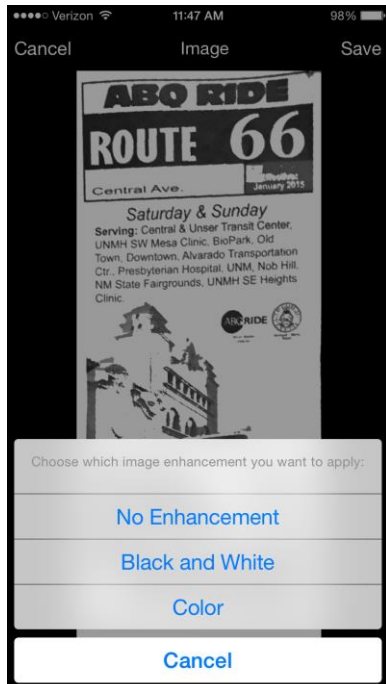 Verizon 11:47 AM 98%
Cancel Image Save
ABQ RIDE
ROUTE 66
Central Ave.
Effective:
January 2015
Saturday & Sunday
Serving: Central & Unser Transit Center,
UNMH SW Mesa Clinic, BioPark, Old
Town, Downtown, Alvarado Transportation
Ctr., Presbyterian Hospital, UNM, Nob Hill,
NM State Fairgrounds, UNMH SE Heights
Clinic.
ABQ RIDE
Choose which image enhancement you want to apply:
No Enhancement
Black and White
Color
Cancel